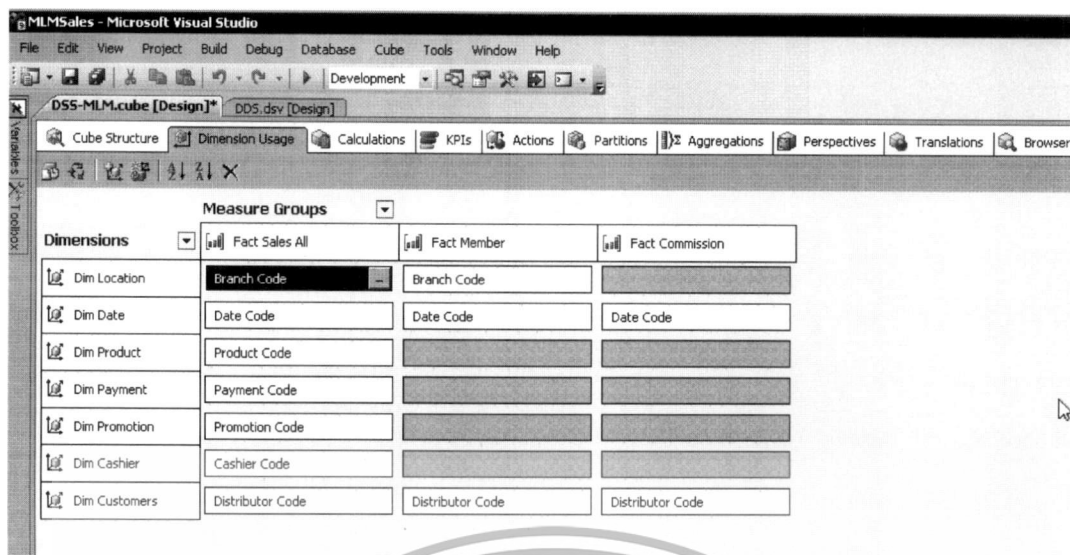 MLMSales - Microsoft Visual Studio
File Edit View Project Build Debug Database Cube Tools Window Help
Development
DSS-MLM.cube [Design]* DDS.dsv [Design]
Cube Structure Dimension Usage Calculations KPIs Actions Partitions Aggregations Perspectives Translations Browser
Variables
Toolbox
Measure Groups
Dimensions Fact Sales All Fact Member Fact Commission
Dim Location Branch Code ... Branch Code
Dim Date Date Code Date Code Date Code
Dim Product Product Code
Dim Payment Payment Code
Dim Promotion Promotion Code
Dim Cashier Cashier Code
Dim Customers Distributor Code Distributor Code Distributor Code